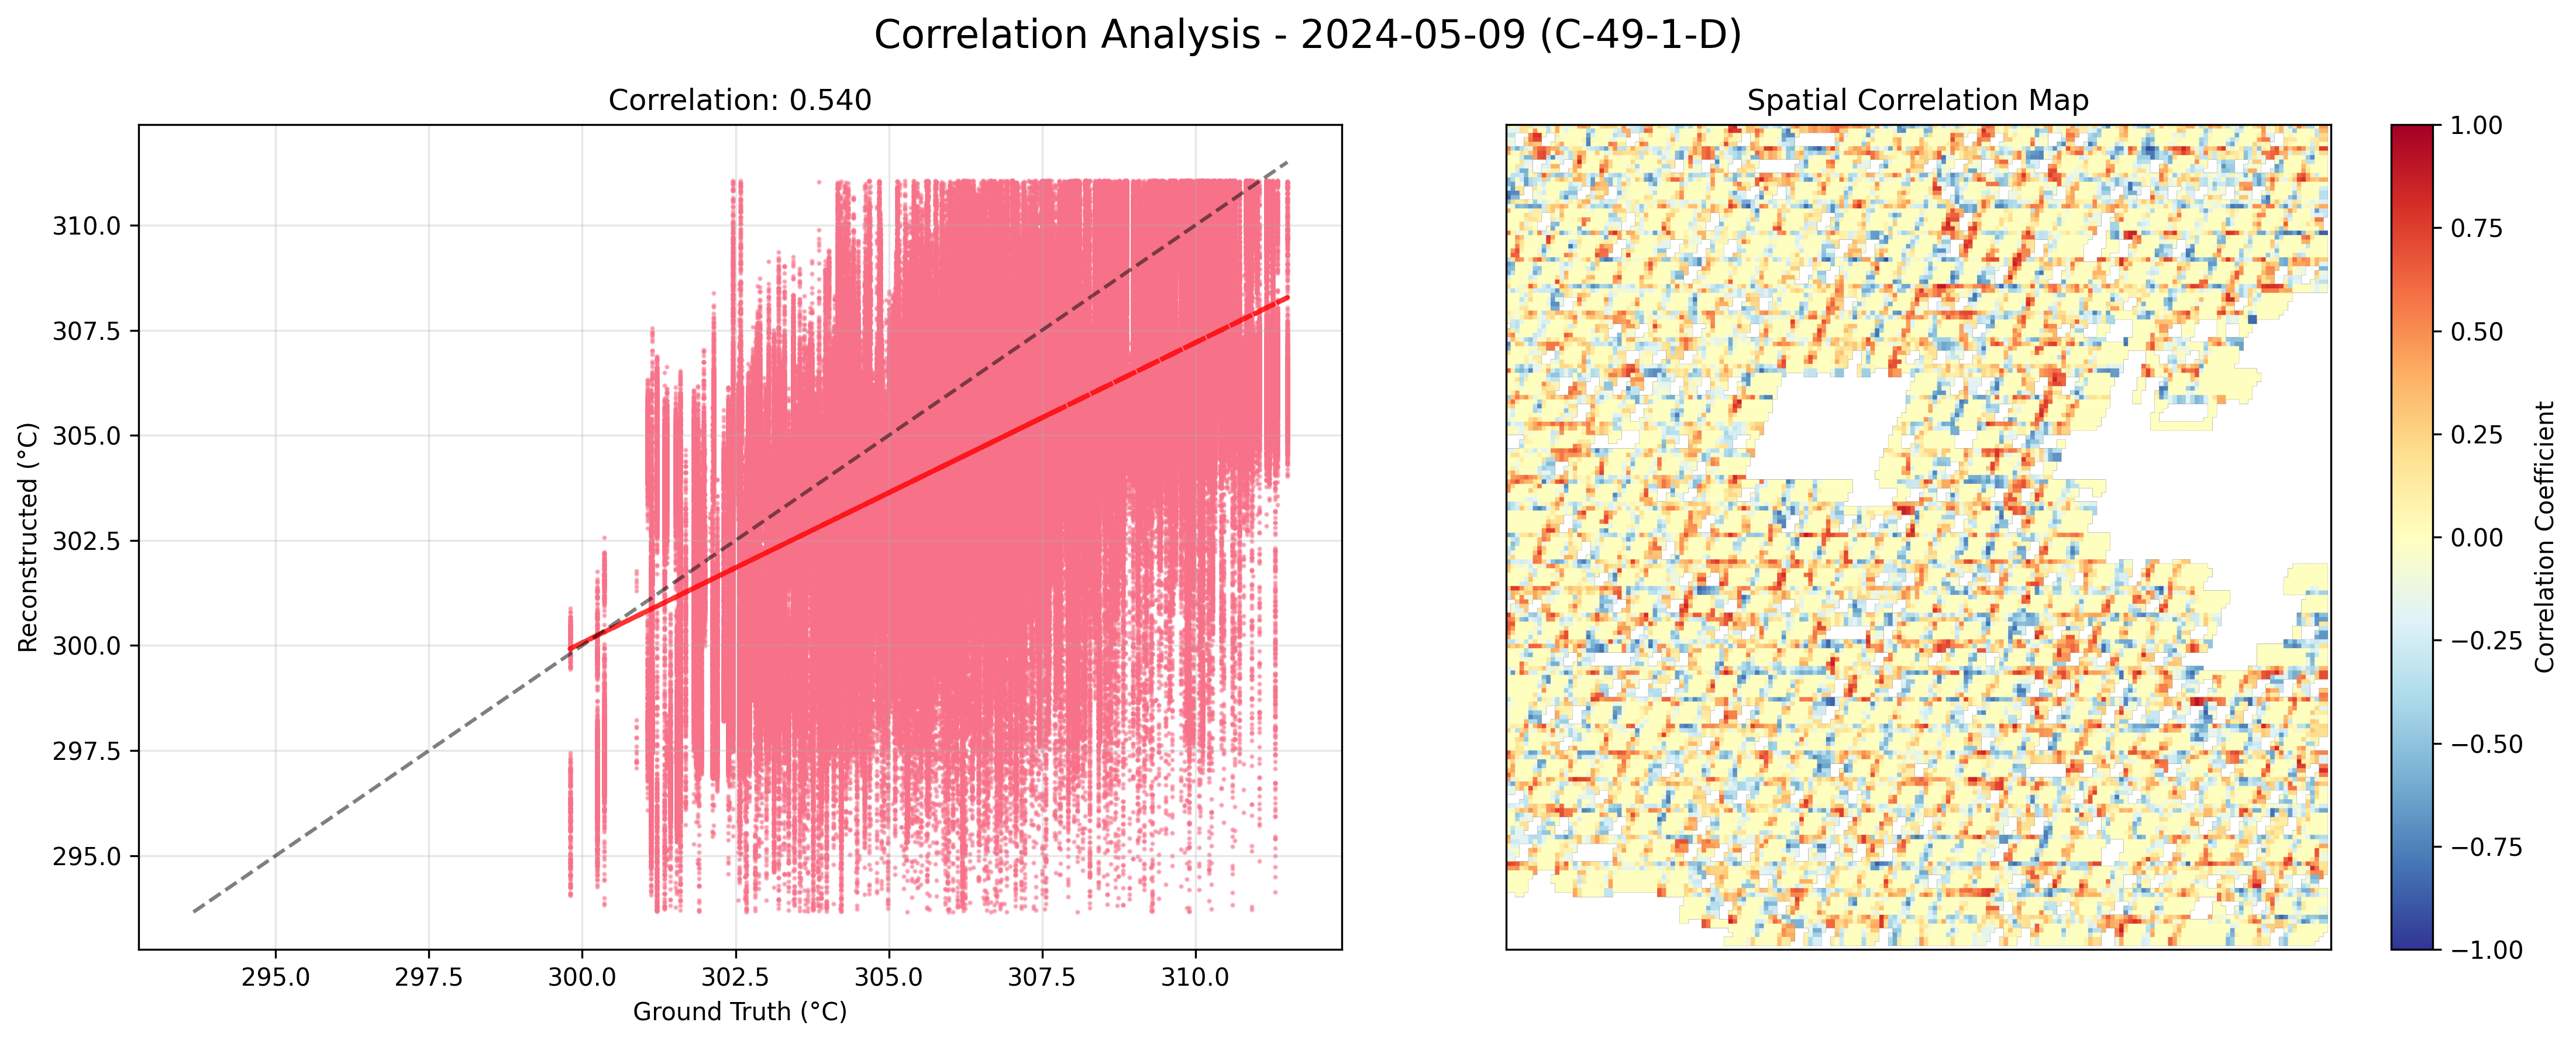 Correlation Analysis - 2024-05-09 (C-49-1-D)
Correlation: 0.540
310.0
307.5
305.0
302.5
300.0
297.5
295.0
Reconstructed (°C)
295.0 297.5 300.0 302.5 305.0 307.5 310.0
Ground Truth (°C)
Spatial Correlation Map
1.00
0.75
0.50
0.25
0.00
−0.25
−0.50
−0.75
−1.00
Correlation Coefficient